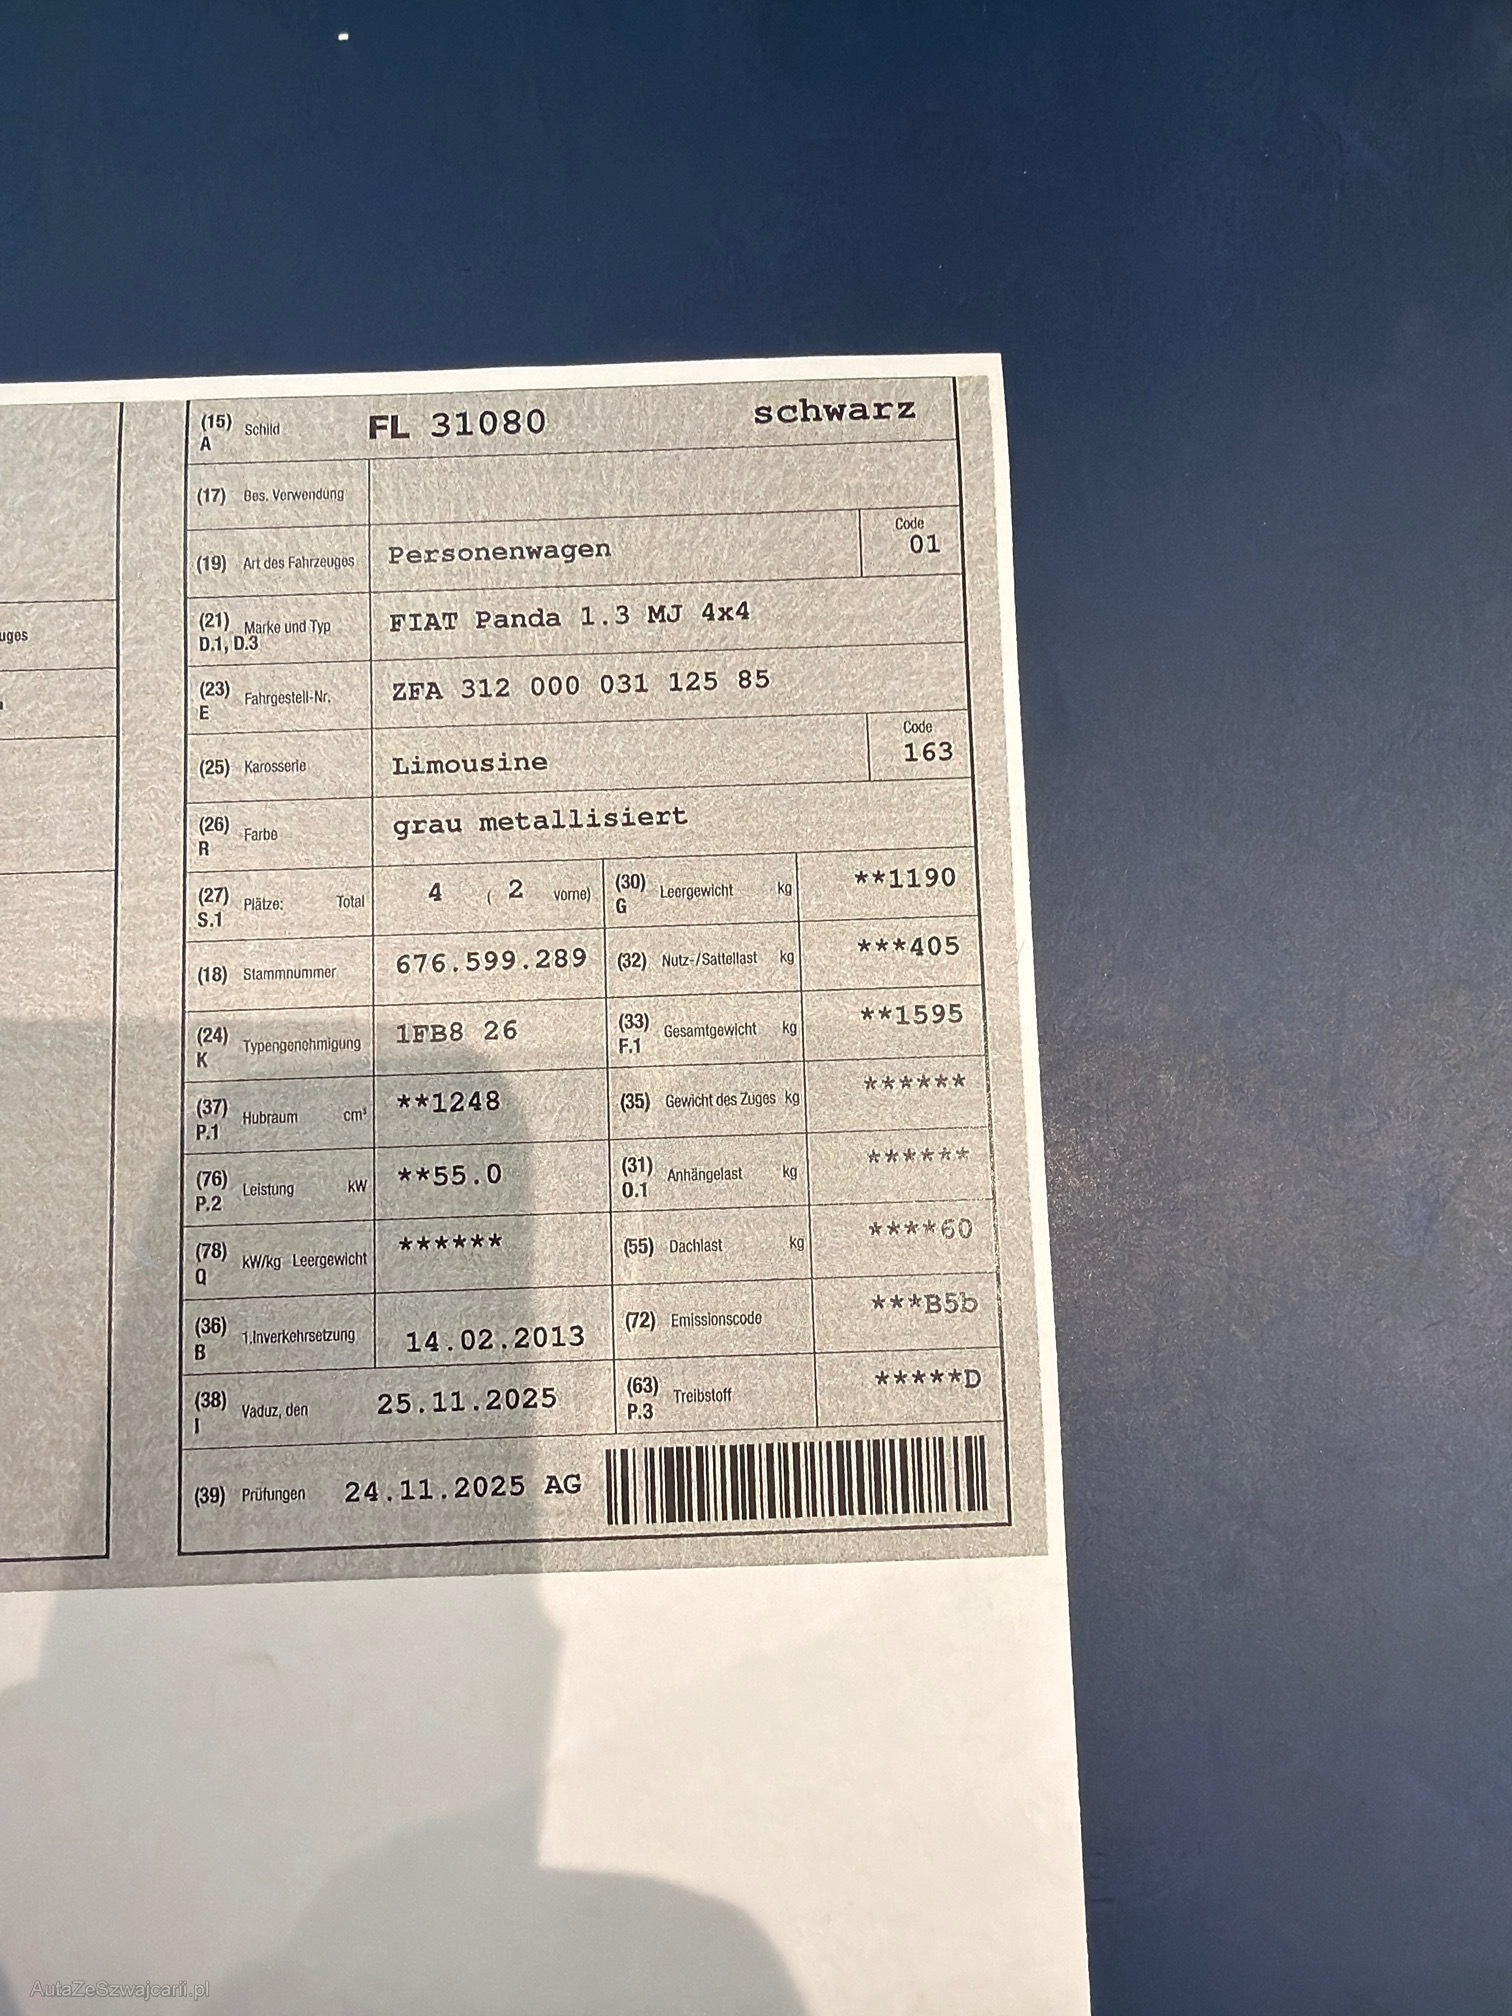 (15) A Schild FL 31080 schwarz
(17) Bes. Verwendung
(19) Art des Fahrzeuges Personenwagen Code 01
(21) D.1, D.3 Marke und Typ FIAT Panda 1.3 MJ 4x4
uges
(23) E Fahrgestell-Nr. ZFA 312 000 031 125 85
(25) Karosserie Limousine Code 163
(26) R Farbe grau metallisiert
(27) S.1 Plätze: Total 4 ( 2 vorne) (30) G Leergewicht kg **1190
(18) Stammnummer 676.599.289 (32) Nutz-/Sattellast kg ***405
(24) K Typengenehmigung 1FB8 26 (33) F.1 Gesamtgewicht kg **1595
(37) P.1 Hubraum cm³ **1248 (35) Gewicht des Zuges kg ******
(76) P.2 Leistung kW **55.0 (31) O.1 Anhängelast kg ******
(78) Q kW/kg Leergewicht ****** (55) Dachlast kg ****60
(36) B 1.Inverkehrsetzung 14.02.2013 (72) Emissionscode ***B5b
(38) I Vaduz, den 25.11.2025 (63) P.3 Treibstoff *****D
(39) Prüfungen 24.11.2025 AG
AutaZeSzwajcarii.pl